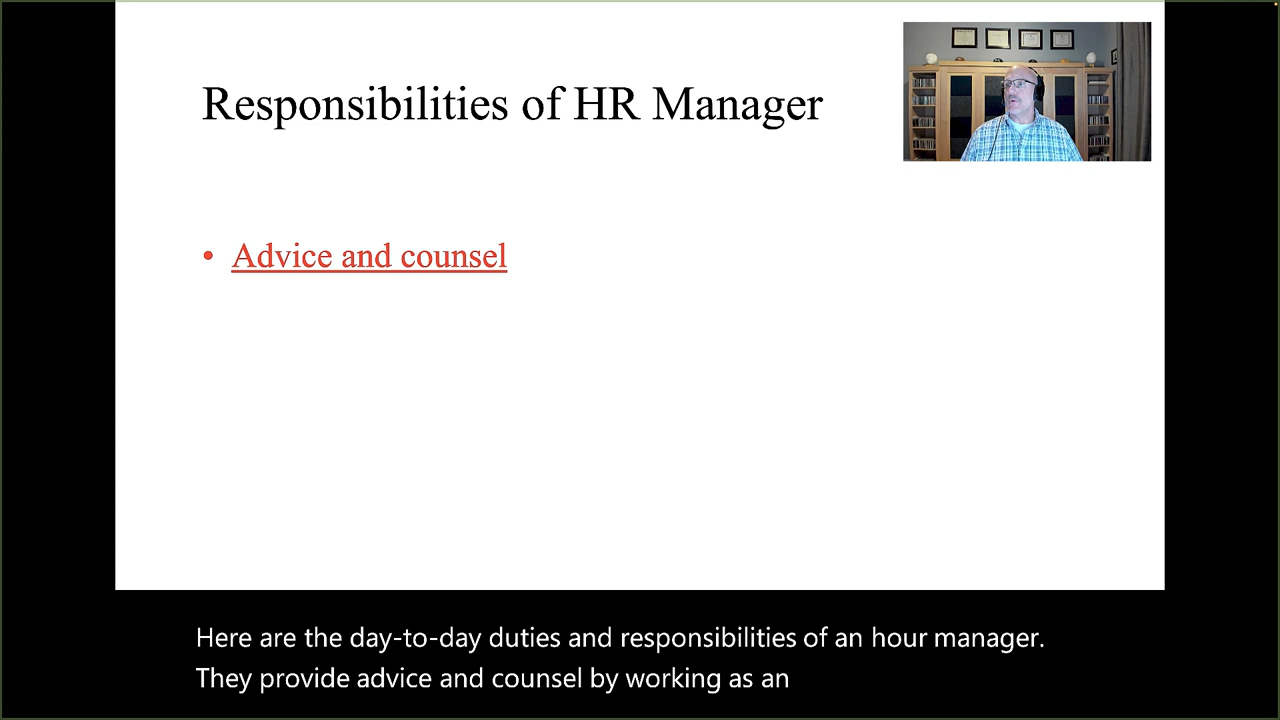 Responsibilities of HR Manager
• Advice and counsel
Here are the day-to-day duties and responsibilities of an hour manager.
They provide advice and counsel by working as an